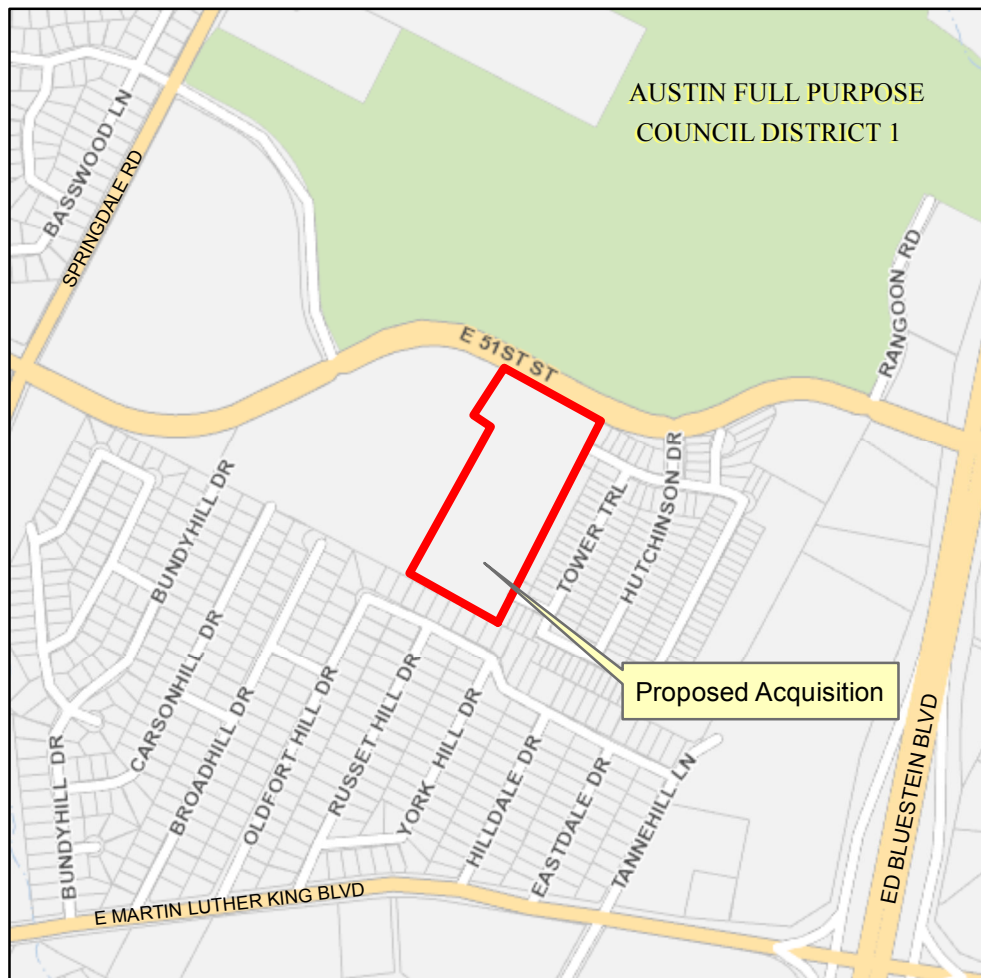 AUSTIN FULL PURPOSE
COUNCIL DISTRICT 1
BASSWOOD LN
SPRINGDALE RD
RANGOON RD
E 51ST ST
BUNDYHILL DR
TOWER TRL
HUTCHINSON DR
CARSONHILL DR
Proposed Acquisition
BROADHILL DR
OLDFORT HILL DR
RUSSET HILL DR
YORK HILL DR
HILLDALE DR
EASTDALE DR
TANNEHILL LN
BUNDYHILL DR
ED BLUESTEIN BLVD
E MARTIN LUTHER KING BLVD